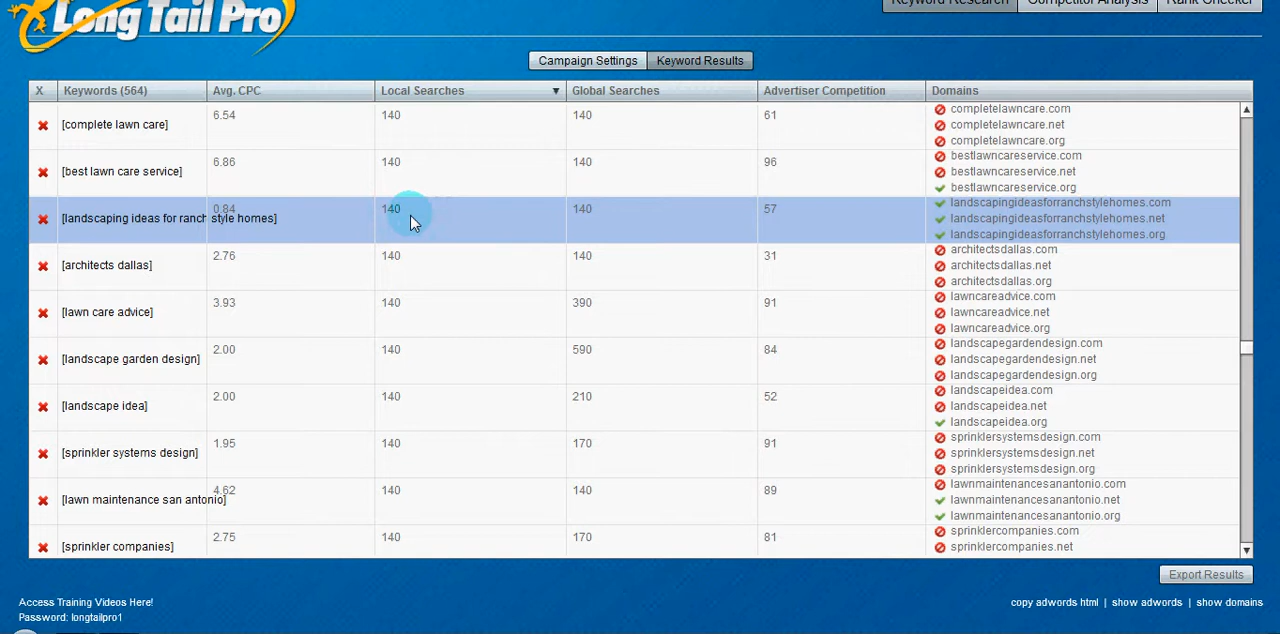 Long Tail Pro
Keyword Research Competitor Analysis Rank Checker
Campaign Settings Keyword Results
X Keywords (564) Avg. CPC Local Searches ▼ Global Searches Advertiser Competition Domains
[complete lawn care] 6.54 140 140 61 completelawncare.com
completelawncare.net
completelawncare.org
[best lawn care service] 6.86 140 140 96 bestlawncareservice.com
bestlawncareservice.net
bestlawncareservice.org
[landscaping ideas for ranch style homes] 0.84 140 140 57 landscapingideasforranchstylehomes.com
landscapingideasforranchstylehomes.net
landscapingideasforranchstylehomes.org
[architects dallas] 2.76 140 140 31 architectsdallas.com
architectsdallas.net
architectsdallas.org
[lawn care advice] 3.93 140 390 91 lawncareadvice.com
lawncareadvice.net
lawncareadvice.org
[landscape garden design] 2.00 140 590 84 landscapegardendesign.com
landscapegardendesign.net
landscapegardendesign.org
[landscape idea] 2.00 140 210 52 landscapeidea.com
landscapeidea.net
landscapeidea.org
[sprinkler systems design] 1.95 140 170 91 sprinklersystemsdesign.com
sprinklersystemsdesign.net
sprinklersystemsdesign.org
[lawn maintenance san antonio] 4.62 140 140 89 lawnmaintenancesanantonio.com
lawnmaintenancesanantonio.net
lawnmaintenancesanantonio.org
[sprinkler companies] 2.75 140 170 81 sprinklercompanies.com
sprinklercompanies.net
Export Results
Access Training Videos Here! copy adwords html | show adwords | show domains
Password: longtailpro1